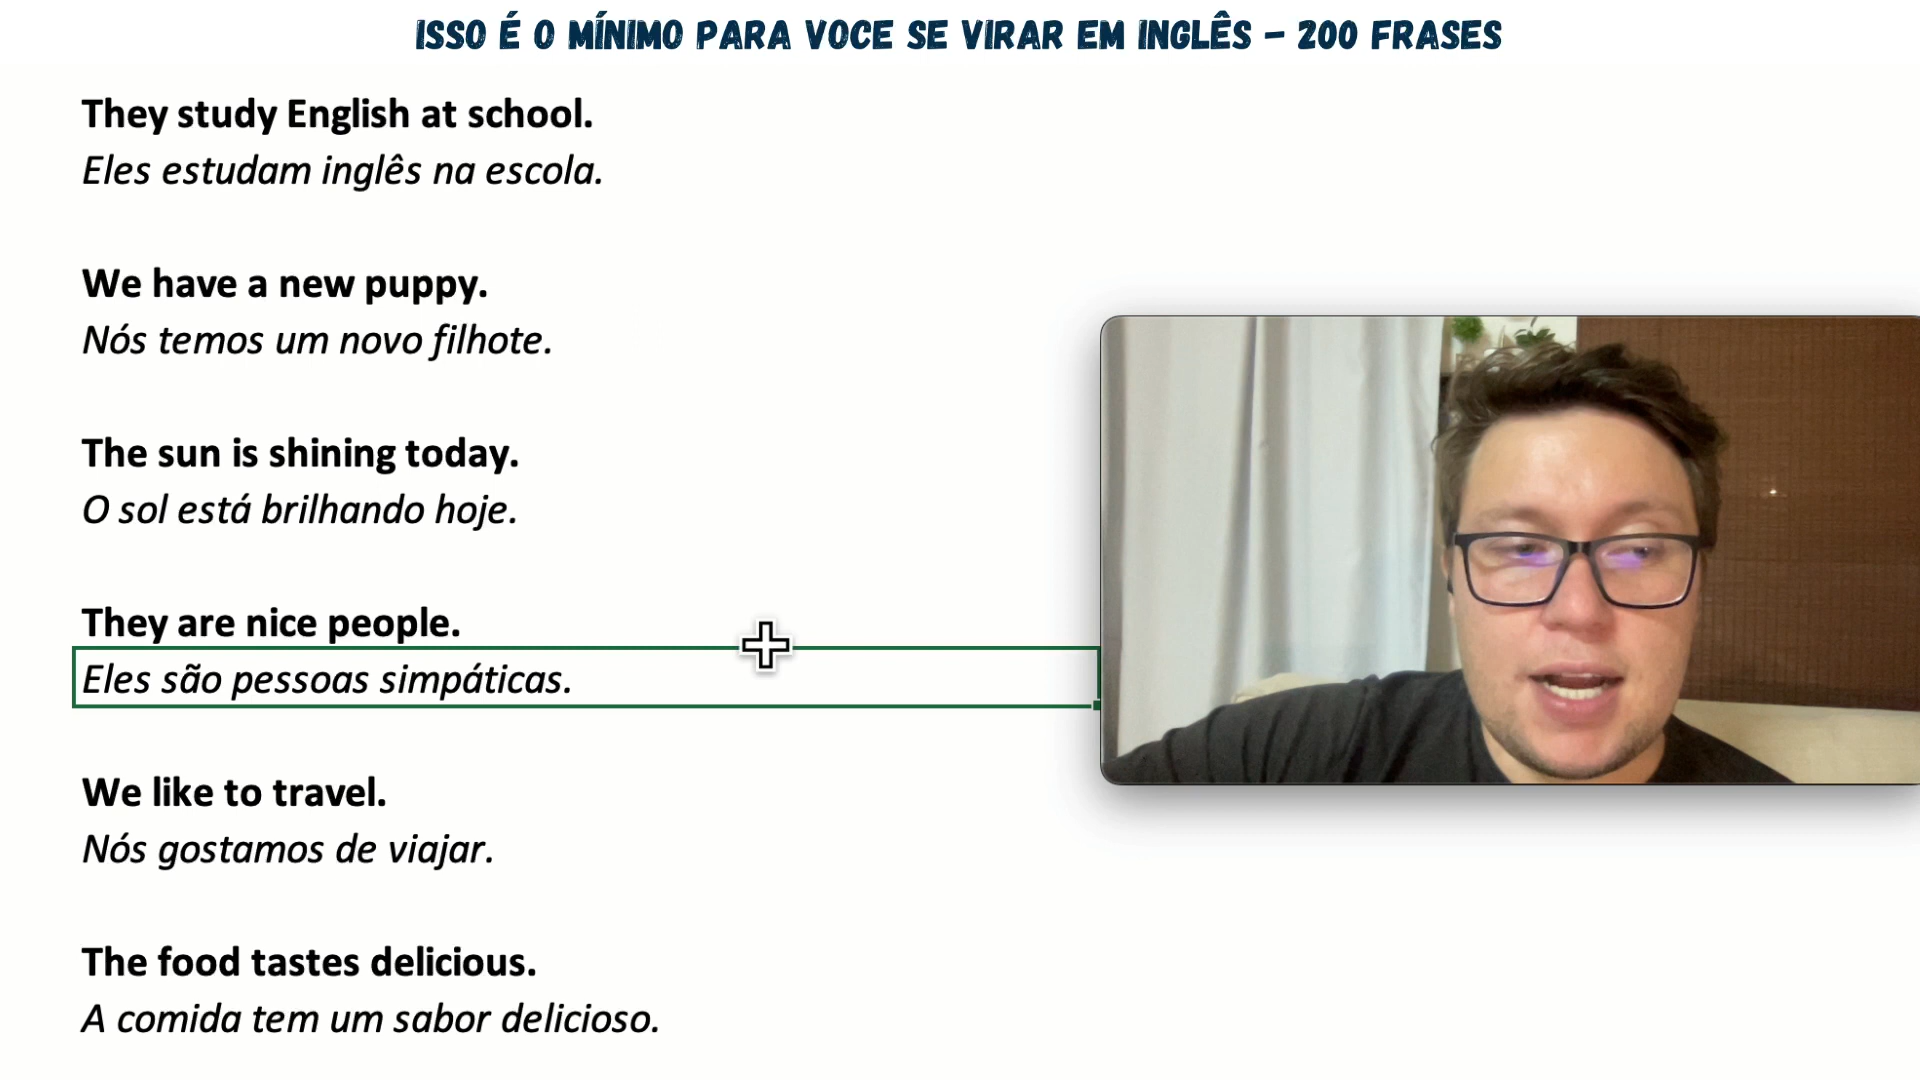 ISSO É O MÍNIMO PARA VOCE SE VIRAR EM INGLÊS – 200 FRASES
They study English at school.
Eles estudam inglês na escola.
We have a new puppy.
Nós temos um novo filhote.
The sun is shining today.
O sol está brilhando hoje.
They are nice people.
Eles são pessoas simpáticas.
We like to travel.
Nós gostamos de viajar.
The food tastes delicious.
A comida tem um sabor delicioso.